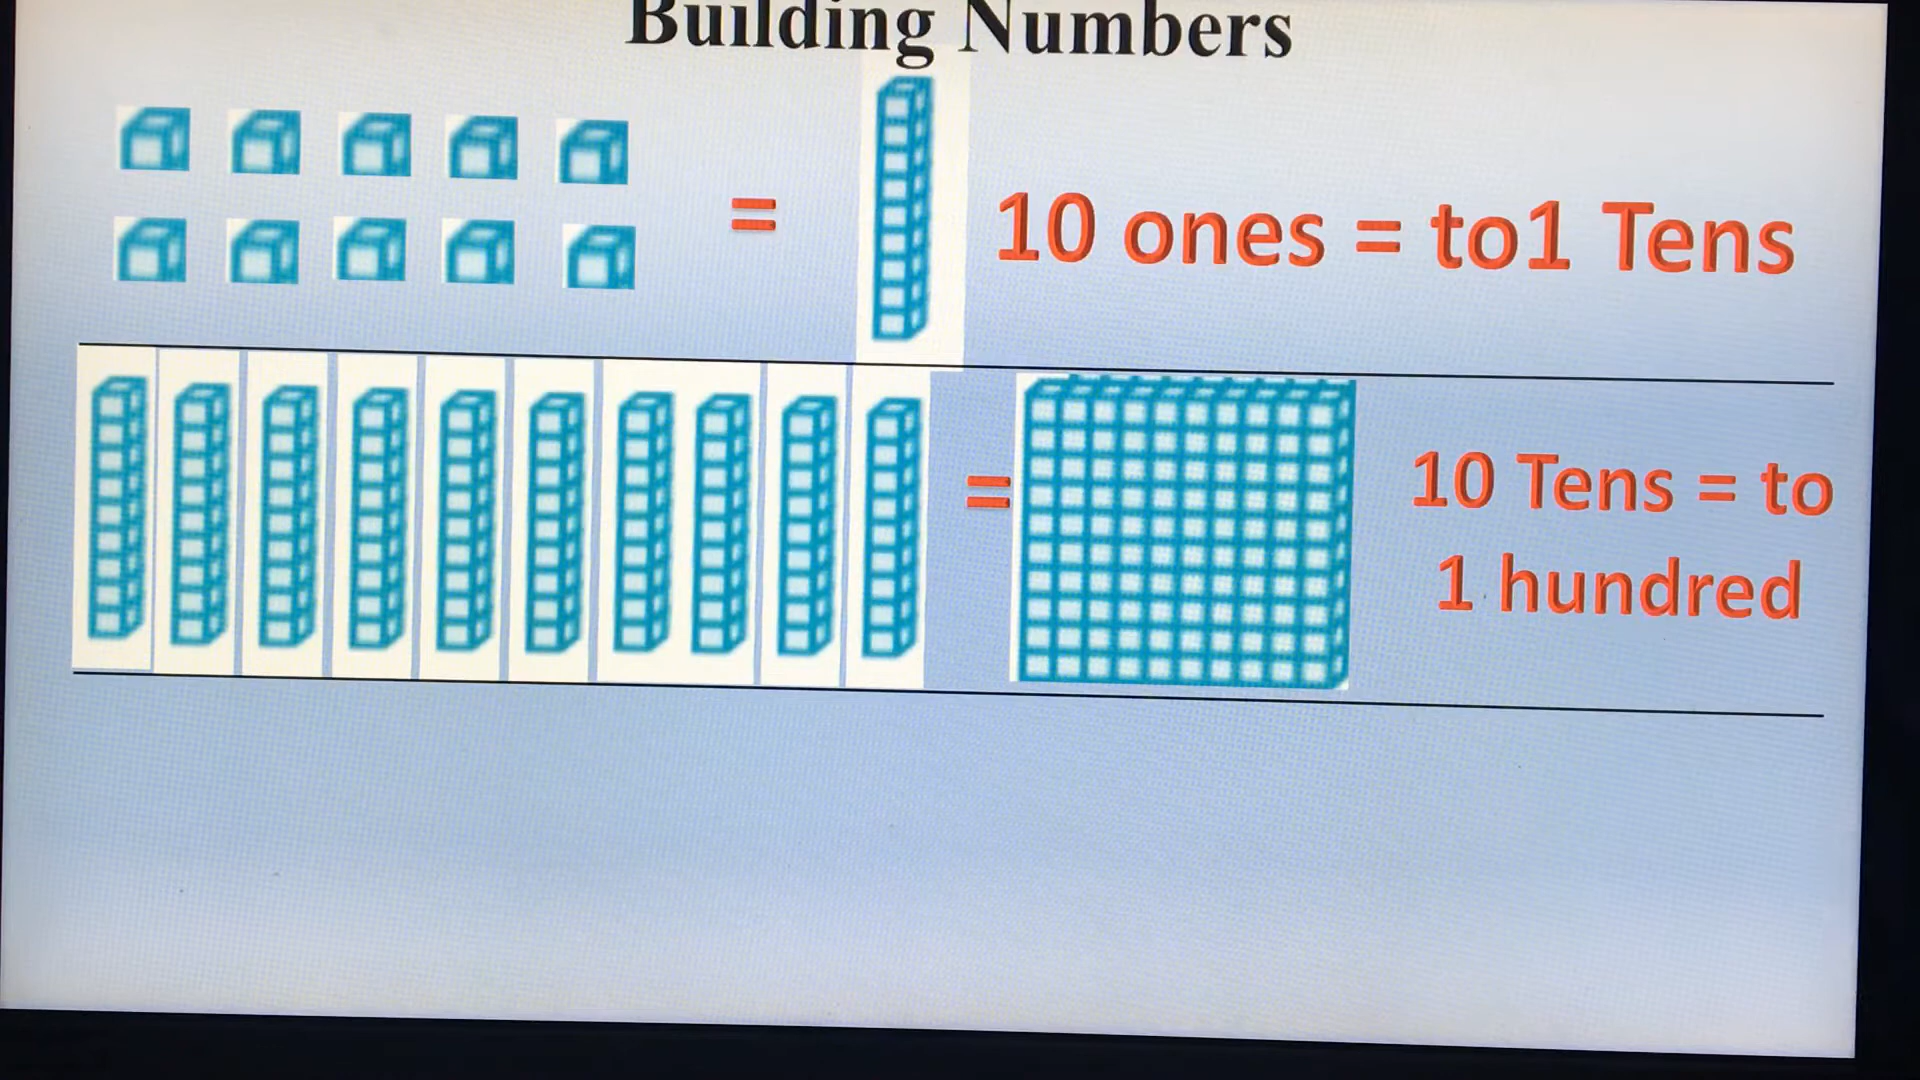 Building Numbers
=
10 ones = to1 Tens
=
10 Tens = to
1 hundred